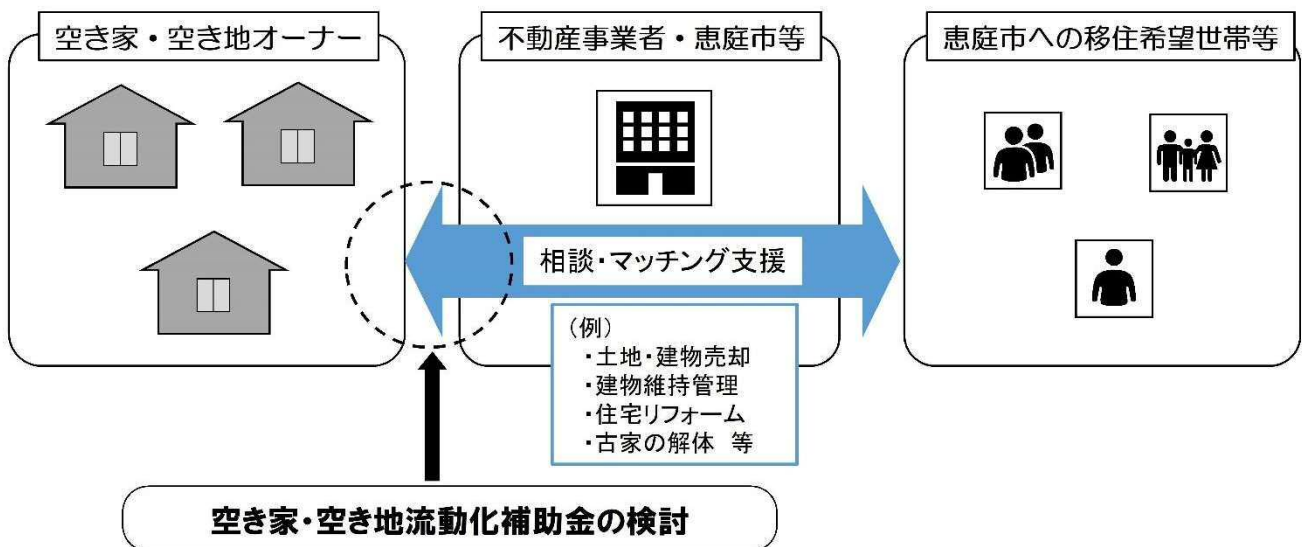 空き家・空き地オーナー
不動産事業者・恵庭市等
恵庭市への移住希望世帯等
相談・マッチング支援
（例）
・土地・建物売却
・建物維持管理
・住宅リフォーム
・古家の解体　等
空き家・空き地流動化補助金の検討